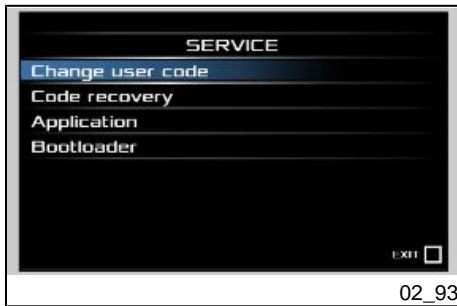 SERVICE
Change user code
Code recovery
Application
Bootloader
EXIT
02_93